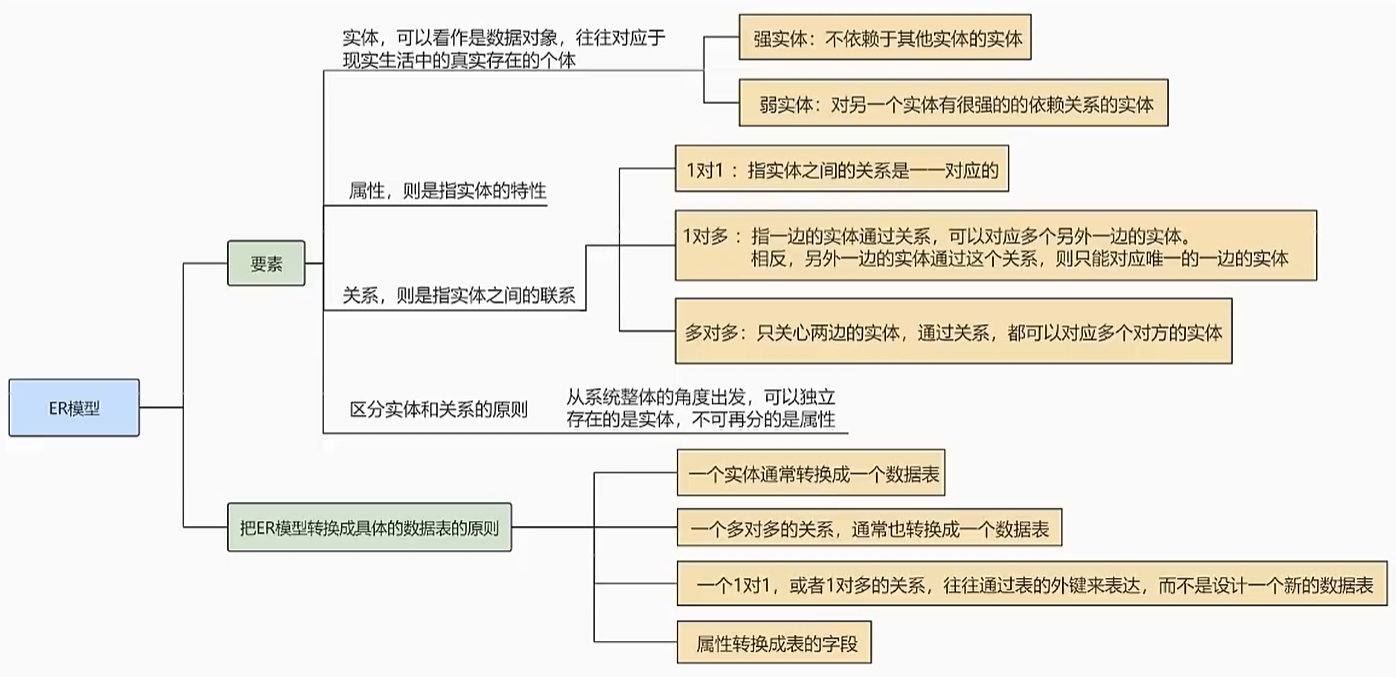 实体，可以看作是数据对象，往往对应于
现实生活中的真实存在的个体
强实体：不依赖于其他实体的实体
弱实体：对另一个实体有很强的的依赖关系的实体
属性，则是指实体的特性
1对1 ：指实体之间的关系是一一对应的
要素
1对多 ：指一边的实体通过关系，可以对应多个另外一边的实体。
相反，另外一边的实体通过这个关系，则只能对应唯一的一边的实体
关系，则是指实体之间的联系
多对多：只关心两边的实体，通过关系，都可以对应多个对方的实体
ER模型
区分实体和关系的原则
从系统整体的角度出发，可以独立
存在的是实体，不可再分的是属性
把ER模型转换成具体的数据表的原则
一个实体通常转换成一个数据表
一个多对多的关系，通常也转换成一个数据表
一个1对1，或者1对多的关系，往往通过表的外键来表达，而不是设计一个新的数据表
属性转换成表的字段